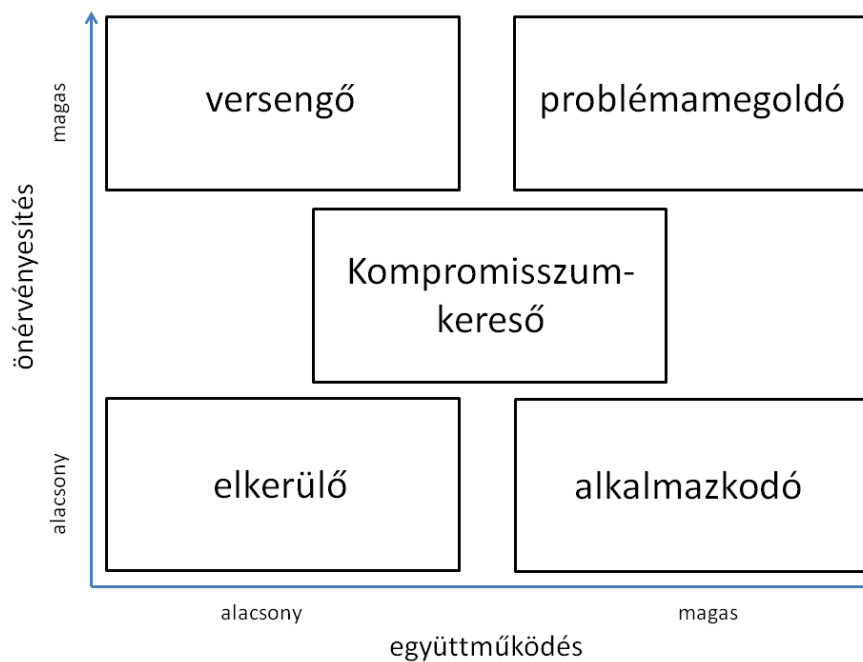 magas
versengő
problémamegoldó
önérvényesítés
Kompromisszum-
kereső
alacsony
elkerülő
alkalmazkodó
alacsony
magas
együttműködés